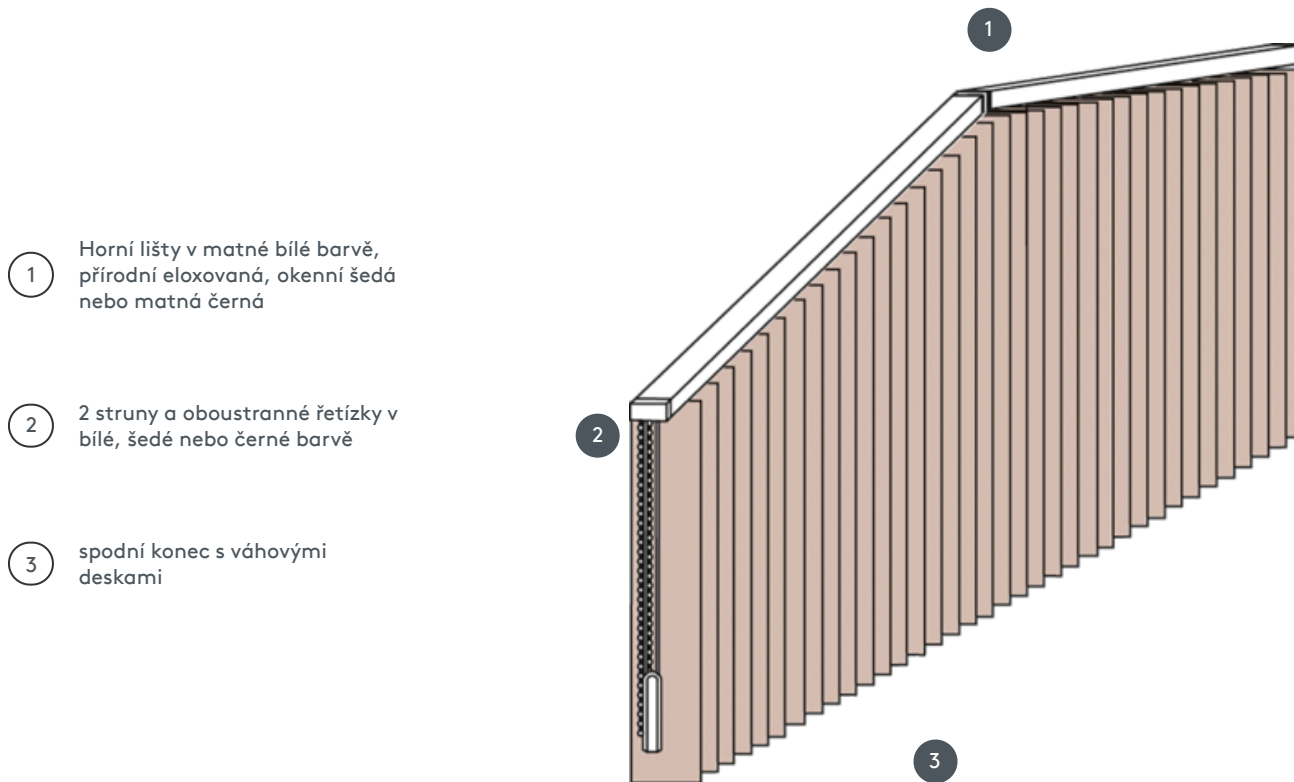 1
1
Horní lišty v matné bílé barvě,
přírodní eloxovaná, okenní šedá
nebo matná černá
2
2 struny a oboustranné řetízky v
bílé, šedé nebo černé barvě
2
3
spodní konec s váhovými
deskami
3